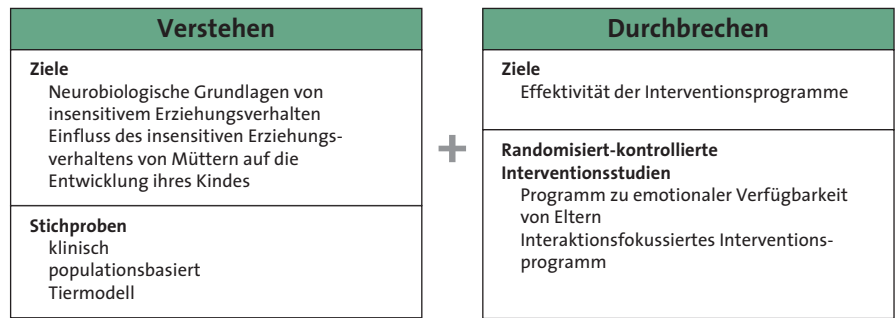 Verstehen
Ziele
Neurobiologische Grundlagen von
insensitivem Erziehungsverhalten
Einfluss des insensitiven Erziehungs-
verhaltens von Müttern auf die
Entwicklung ihres Kindes
Stichproben
klinisch
populationsbasiert
Tiermodell
+
Durchbrechen
Ziele
Effektivität der Interventionsprogramme
Randomisiert-kontrollierte
Interventionsstudien
Programm zu emotionaler Verfügbarkeit
von Eltern
Interaktionsfokussiertes Interventions-
programm